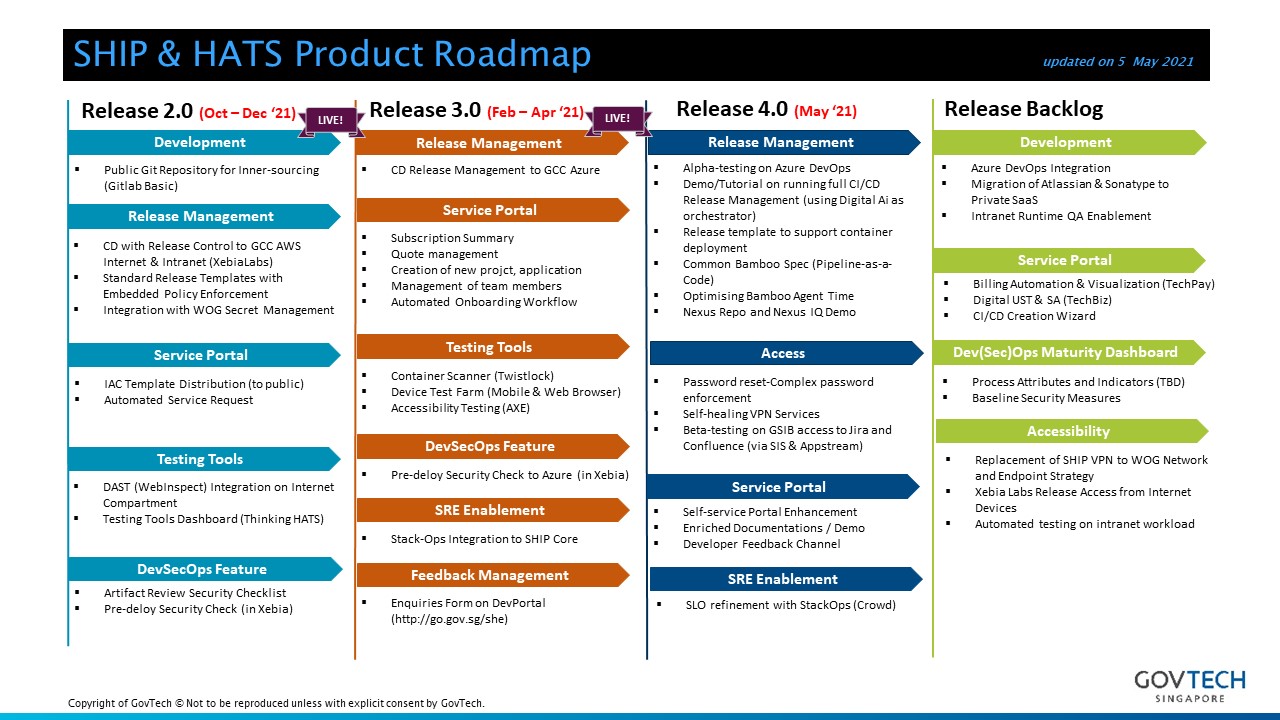 SHIP & HATS Product Roadmap
updated on 5 May 2021
Release 2.0 (Oct – Dec ‘21)
LIVE!
Development
Public Git Repository for Inner-sourcing
(Gitlab Basic)
Release Management
CD with Release Control to GCC AWS
Internet & Intranet (XebiaLabs)
Standard Release Templates with
Embedded Policy Enforcement
Integration with WOG Secret Management
Service Portal
IAC Template Distribution (to public)
Automated Service Request
Testing Tools
DAST (WebInspect) Integration on Internet
Compartment
Testing Tools Dashboard (Thinking HATS)
DevSecOps Feature
Artifact Review Security Checklist
Pre-deloy Security Check (in Xebia)
Release 3.0 (Feb – Apr ‘21)
LIVE!
Release Management
CD Release Management to GCC Azure
Service Portal
Subscription Summary
Quote management
Creation of new projct, application
Management of team members
Automated Onboarding Workflow
Testing Tools
Container Scanner (Twistlock)
Device Test Farm (Mobile & Web Browser)
Accessibility Testing (AXE)
DevSecOps Feature
Pre-deloy Security Check to Azure (in Xebia)
SRE Enablement
Stack-Ops Integration to SHIP Core
Feedback Management
Enquiries Form on DevPortal
(http://go.gov.sg/she)
Release 4.0 (May ‘21)
Release Management
Alpha-testing on Azure DevOps
Demo/Tutorial on running full CI/CD
Release Management (using Digital Ai as
orchestrator)
Release template to support container
deployment
Common Bamboo Spec (Pipeline-as-a-
Code)
Optimising Bamboo Agent Time
Nexus Repo and Nexus IQ Demo
Access
Password reset-Complex password
enforcement
Self-healing VPN Services
Beta-testing on GSIB access to Jira and
Confluence (via SIS & Appstream)
Service Portal
Self-service Portal Enhancement
Enriched Documentations / Demo
Developer Feedback Channel
SRE Enablement
SLO refinement with StackOps (Crowd)
Release Backlog
Development
Azure DevOps Integration
Migration of Atlassian & Sonatype to
Private SaaS
Intranet Runtime QA Enablement
Service Portal
Billing Automation & Visualization (TechPay)
Digital UST & SA (TechBiz)
CI/CD Creation Wizard
Dev(Sec)Ops Maturity Dashboard
Process Attributes and Indicators (TBD)
Baseline Security Measures
Accessibility
Replacement of SHIP VPN to WOG Network
and Endpoint Strategy
Xebia Labs Release Access from Internet
Devices
Automated testing on intranet workload
GOVTECH
SINGAPORE
Copyright of GovTech © Not to be reproduced unless with explicit consent by GovTech.